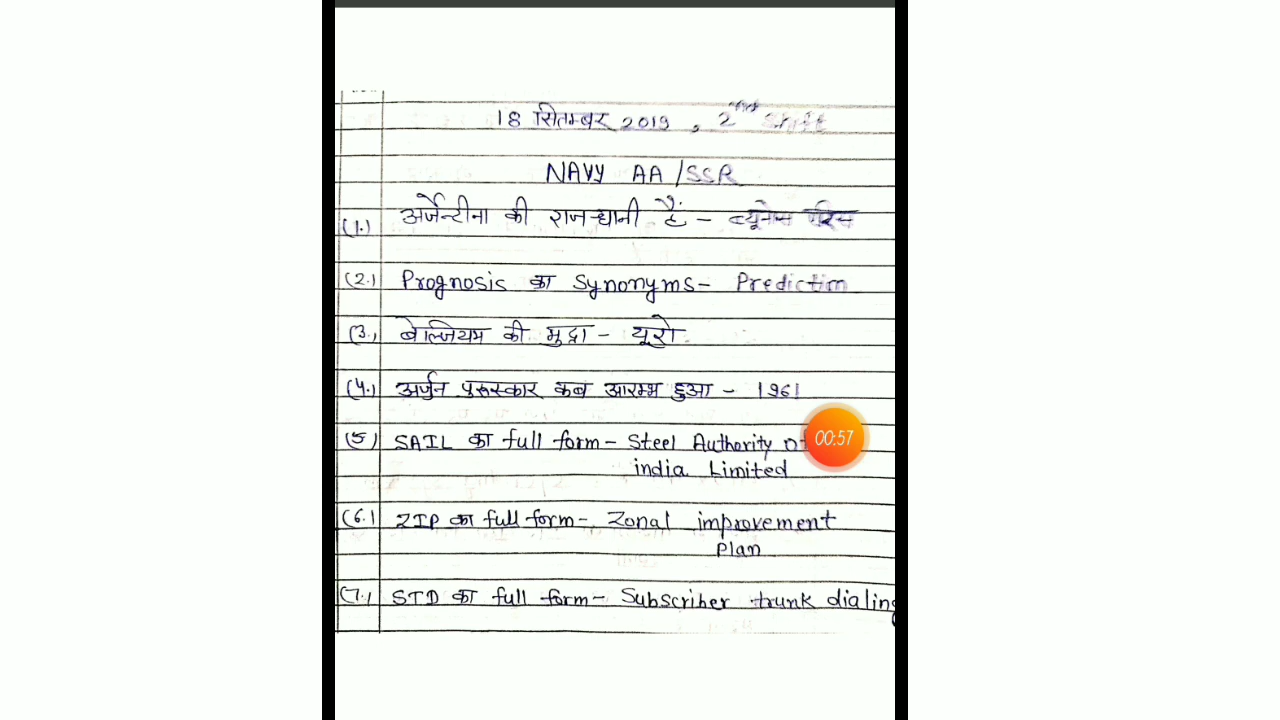 18 सितम्बर 2019 , 2nd Shift
NAVY AA /SSR
(1.) अर्जेन्टीना की राजधानी है -
(2.) Prognosis का Synonyms- Prediction
(3.) बेल्जियम की मुद्रा - यूरो
(4.) अर्जुन पुरूस्कार कब आरम्भ हुआ - 1961
(5) SAIL का full form- Steel Authority Of
india Limited
00:57
(6.) ZIP का full form- Zonal improvement
Plan
(7.) STD का full form- Subscriber trunk dialing